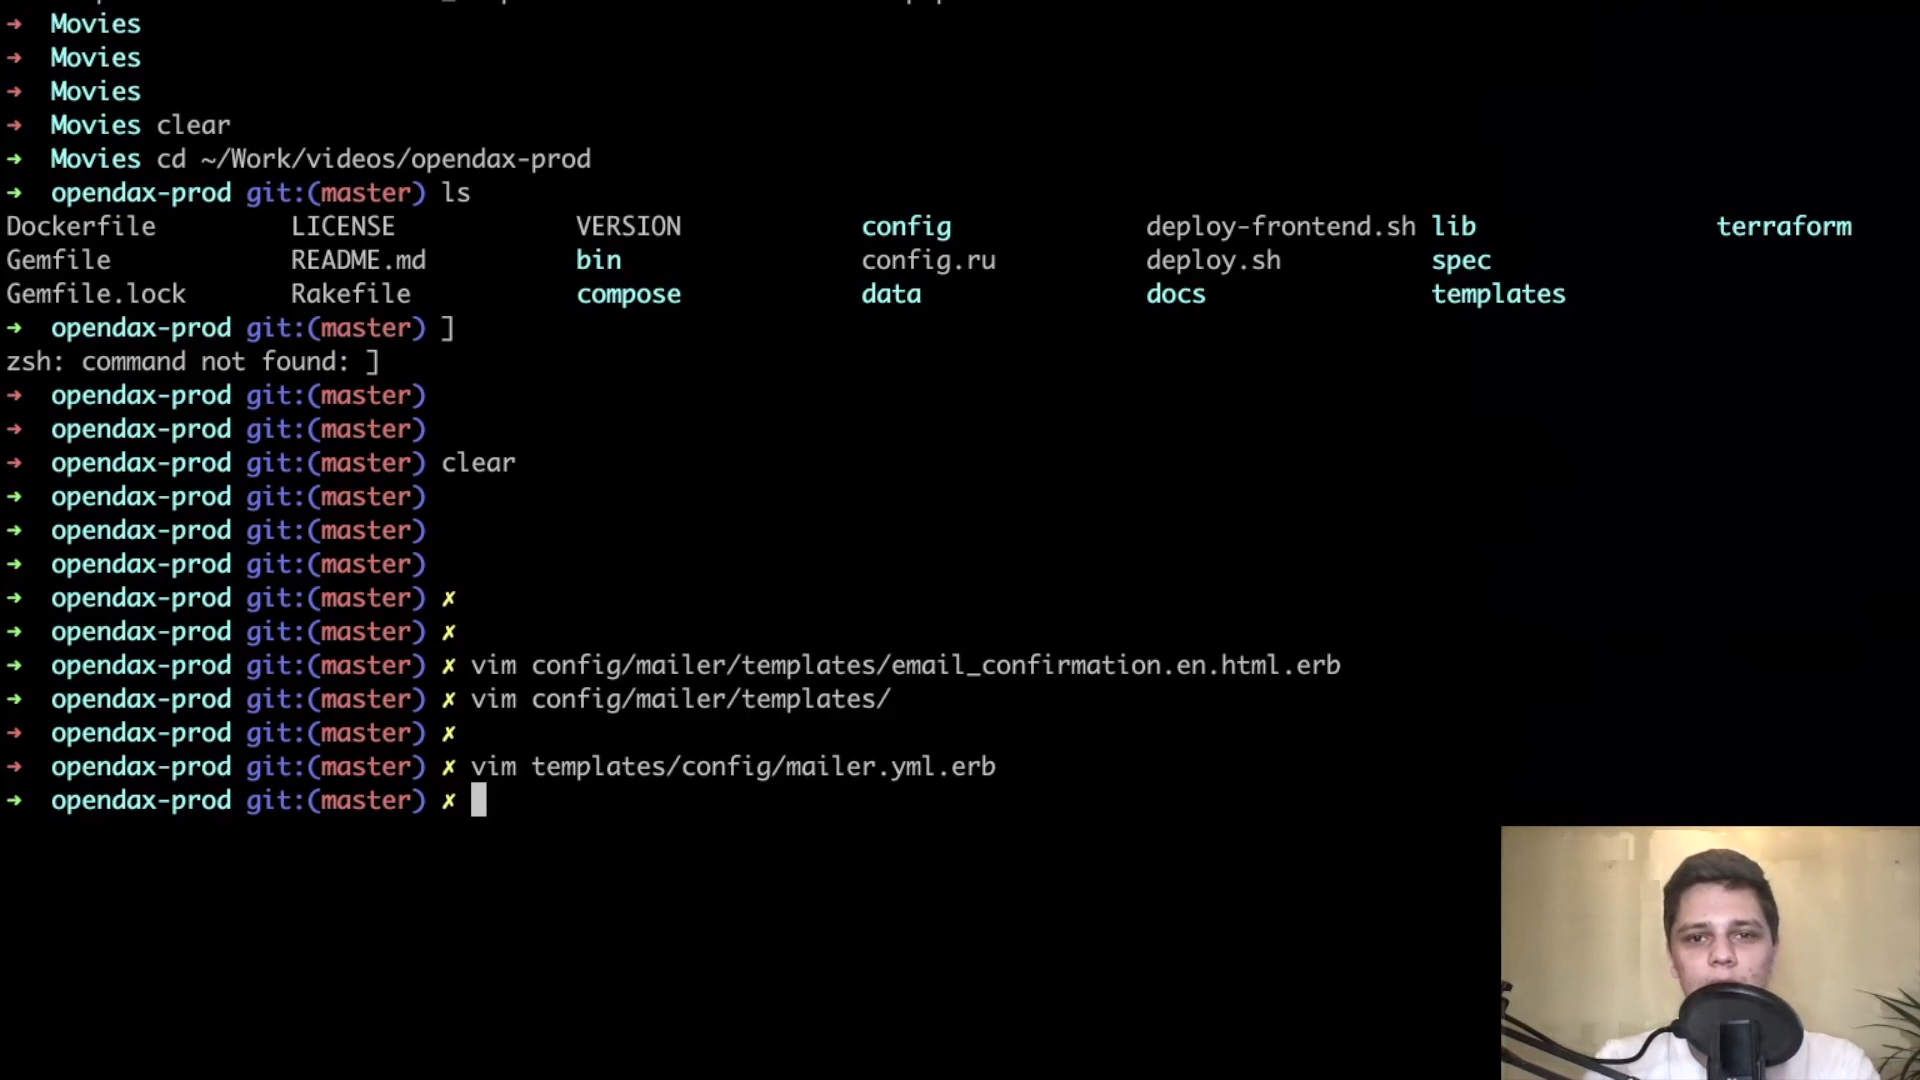 → Movies
→ Movies
→ Movies
→ Movies clear
→ Movies cd ~/Work/videos/opendax-prod
→ opendax-prod git:(master) ls
Dockerfile LICENSE VERSION config deploy-frontend.sh lib terraform
Gemfile README.md bin config.ru deploy.sh spec
Gemfile.lock Rakefile compose data docs templates
→ opendax-prod git:(master) ]
zsh: command not found: ]
→ opendax-prod git:(master)
→ opendax-prod git:(master)
→ opendax-prod git:(master) clear
→ opendax-prod git:(master)
→ opendax-prod git:(master)
→ opendax-prod git:(master)
→ opendax-prod git:(master) ✗
→ opendax-prod git:(master) ✗
→ opendax-prod git:(master) ✗ vim config/mailer/templates/email_confirmation.en.html.erb
→ opendax-prod git:(master) ✗ vim config/mailer/templates/
→ opendax-prod git:(master) ✗
→ opendax-prod git:(master) ✗ vim templates/config/mailer.yml.erb
→ opendax-prod git:(master) ✗